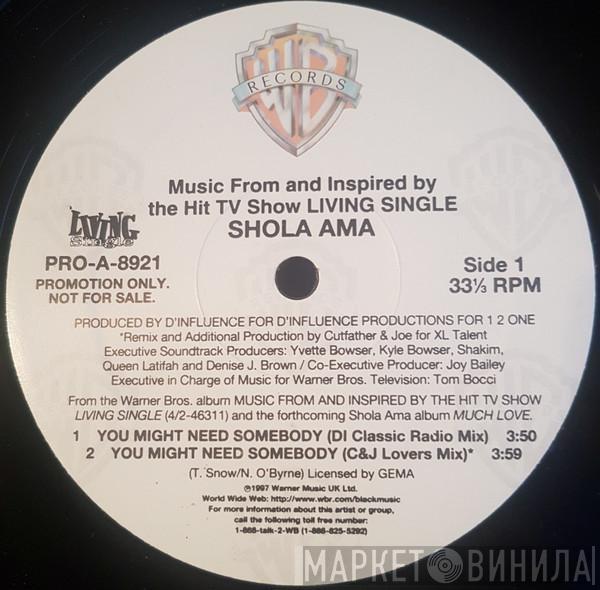 WB
RECORDS
Music From and Inspired by
the Hit TV Show LIVING SINGLE
SHOLA AMA
LIVING
Single
PRO-A-8921
PROMOTION ONLY.
NOT FOR SALE.
Side 1
33⅓ RPM
PRODUCED BY D'INFLUENCE FOR D'INFLUENCE PRODUCTIONS FOR 1 2 ONE
*Remix and Additional Production by Cutfather & Joe for XL Talent
Executive Soundtrack Producers: Yvette Bowser, Kyle Bowser, Shakim,
Queen Latifah and Denise J. Brown / Co-Executive Producer: Joy Bailey
Executive in Charge of Music for Warner Bros. Television: Tom Bocci
From the Warner Bros. album MUSIC FROM AND INSPIRED BY THE HIT TV SHOW
LIVING SINGLE (4/2-46311) and the forthcoming Shola Ama album MUCH LOVE.
1 YOU MIGHT NEED SOMEBODY (DI Classic Radio Mix) 3:50
2 YOU MIGHT NEED SOMEBODY (C&J Lovers Mix)* 3:59
(T. Snow/N. O'Byrne) Licensed by GEMA
℗1997 Warner Music UK Ltd.
World Wide Web: http://www.wbr.com/blackmusic
For more information about this artist or group,
call the following toll free number:
1-888-talk-2-WB (1-888-825-5292)
МАРКЕТ ВИНИЛА